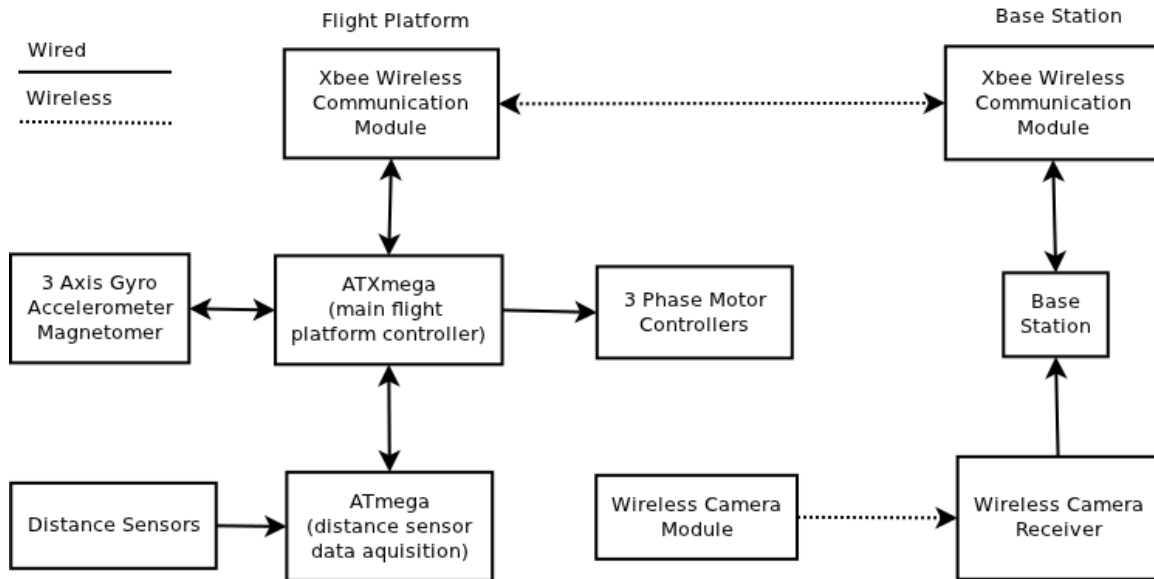 Flight Platform
Base Station
Wired
Wireless
Xbee Wireless
Communication
Module
Xbee Wireless
Communication
Module
3 Axis Gyro
Accelerometer
Magnetomer
ATXmega
(main flight
platform controller)
3 Phase Motor
Controllers
Base
Station
Distance Sensors
ATmega
(distance sensor
data aquisition)
Wireless Camera
Module
Wireless Camera
Receiver